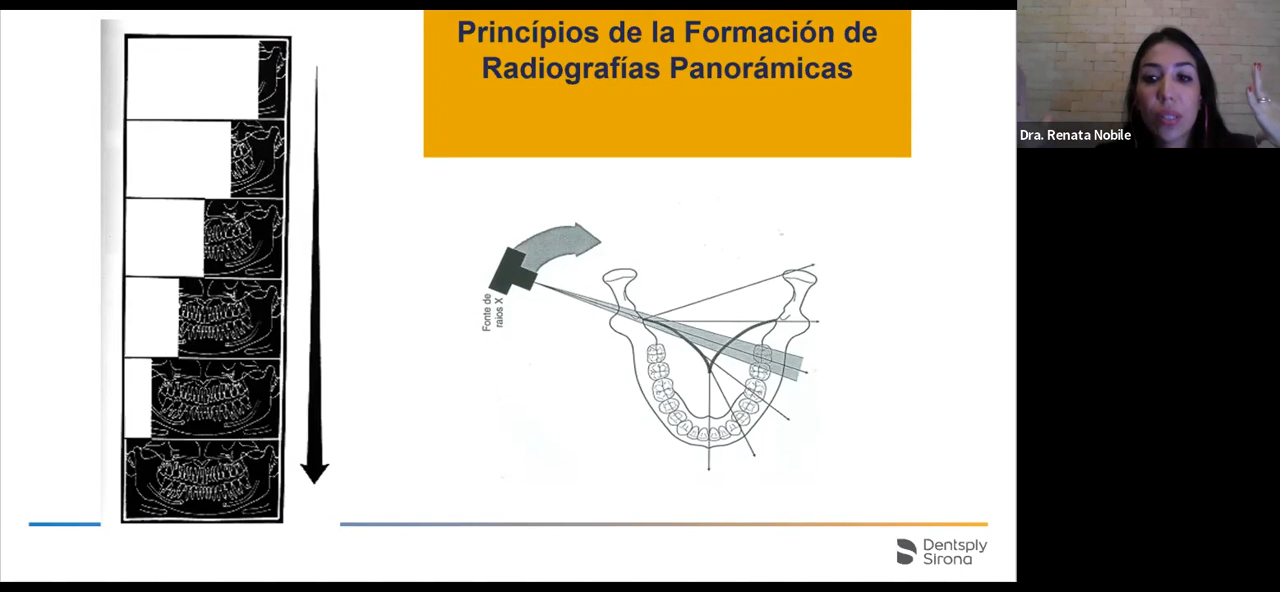 Princípios de la Formación de
Radiografías Panorámicas
Dra. Renata Nobile
Fonte de
raios X
Dentsply
Sirona